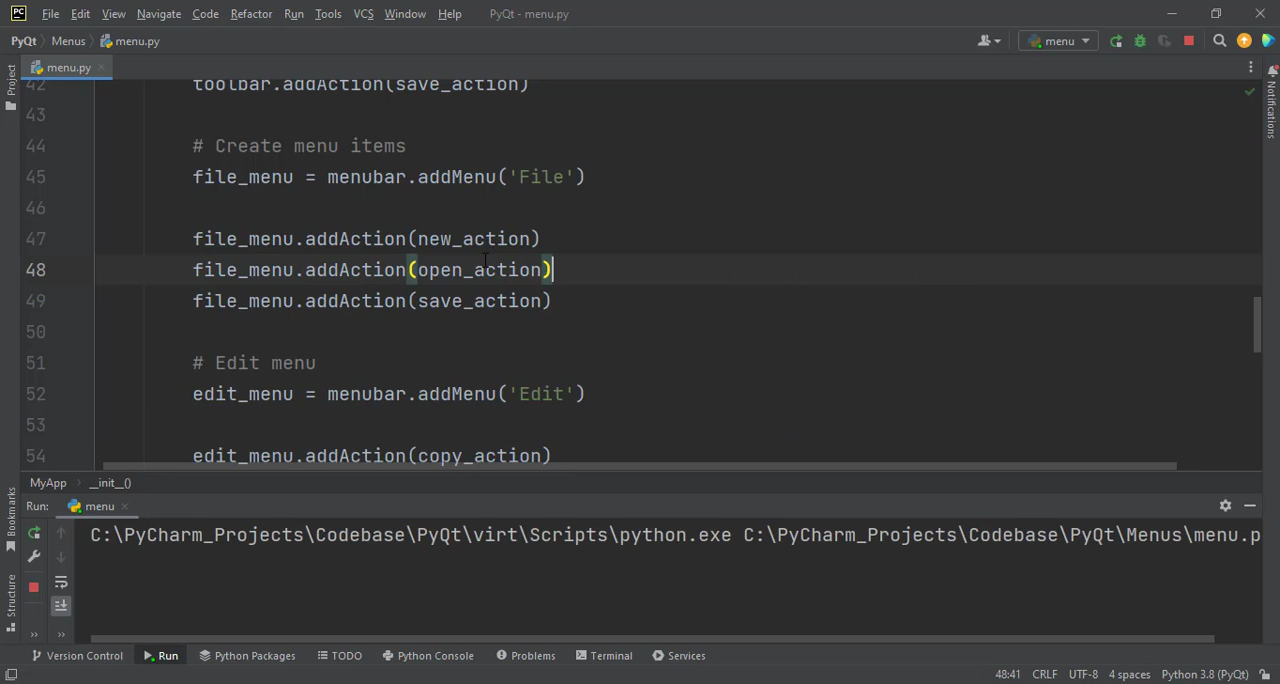 PC File Edit View Navigate Code Refactor Run Tools VCS Window Help PyQt - menu.py
PyQt Menus menu.py menu
Project menu.py
42 toolbar.addAction(save_action)
43
44 # Create menu items
45 file_menu = menubar.addMenu('File')
46
47 file_menu.addAction(new_action)
48 file_menu.addAction(open_action)
49 file_menu.addAction(save_action)
50
51 # Edit menu
52 edit_menu = menubar.addMenu('Edit')
53
54 edit_menu.addAction(copy_action)
Notifications
MyApp __init__()
Run: menu
C:\PyCharm_Projects\Codebase\PyQt\virt\Scripts\python.exe C:\PyCharm_Projects\Codebase\PyQt\Menus\menu.p
Bookmarks
Structure
Version Control Run Python Packages TODO Python Console Problems Terminal Services
48:41 CRLF UTF-8 4 spaces Python 3.8 (PyQt)